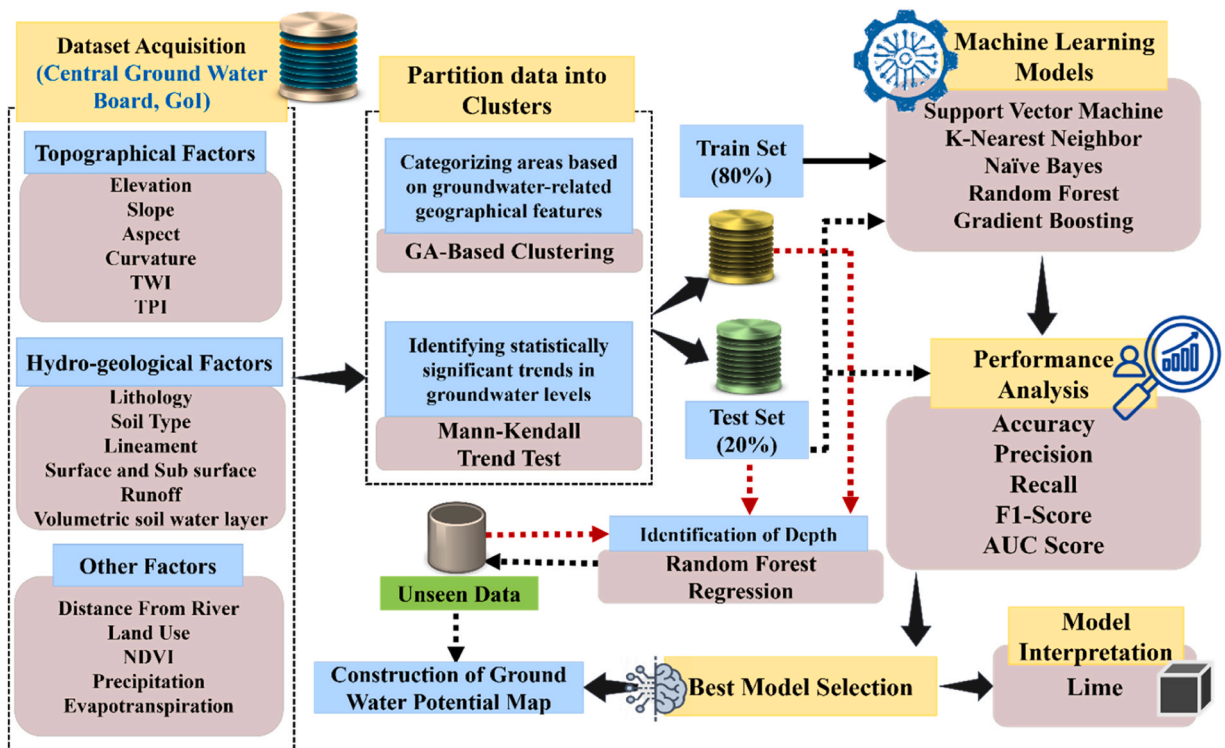 Dataset Acquisition
(Central Ground Water
Board, GoI)
Topographical Factors
Elevation
Slope
Aspect
Curvature
TWI
TPI
Hydro-geological Factors
Lithology
Soil Type
Lineament
Surface and Sub surface
Runoff
Volumetric soil water layer
Other Factors
Distance From River
Land Use
NDVI
Precipitation
Evapotranspiration
Partition data into
Clusters
Categorizing areas based
on groundwater-related
geographical features
GA-Based Clustering
Identifying statistically
significant trends in
groundwater levels
Mann-Kendall
Trend Test
Train Set
(80%)
Test Set
(20%)
Machine Learning
Models
Support Vector Machine
K-Nearest Neighbor
Naïve Bayes
Random Forest
Gradient Boosting
Performance
Analysis
Accuracy
Precision
Recall
F1-Score
AUC Score
Identification of Depth
Random Forest
Regression
Unseen Data
Construction of Ground
Water Potential Map
Best Model Selection
Model
Interpretation
Lime